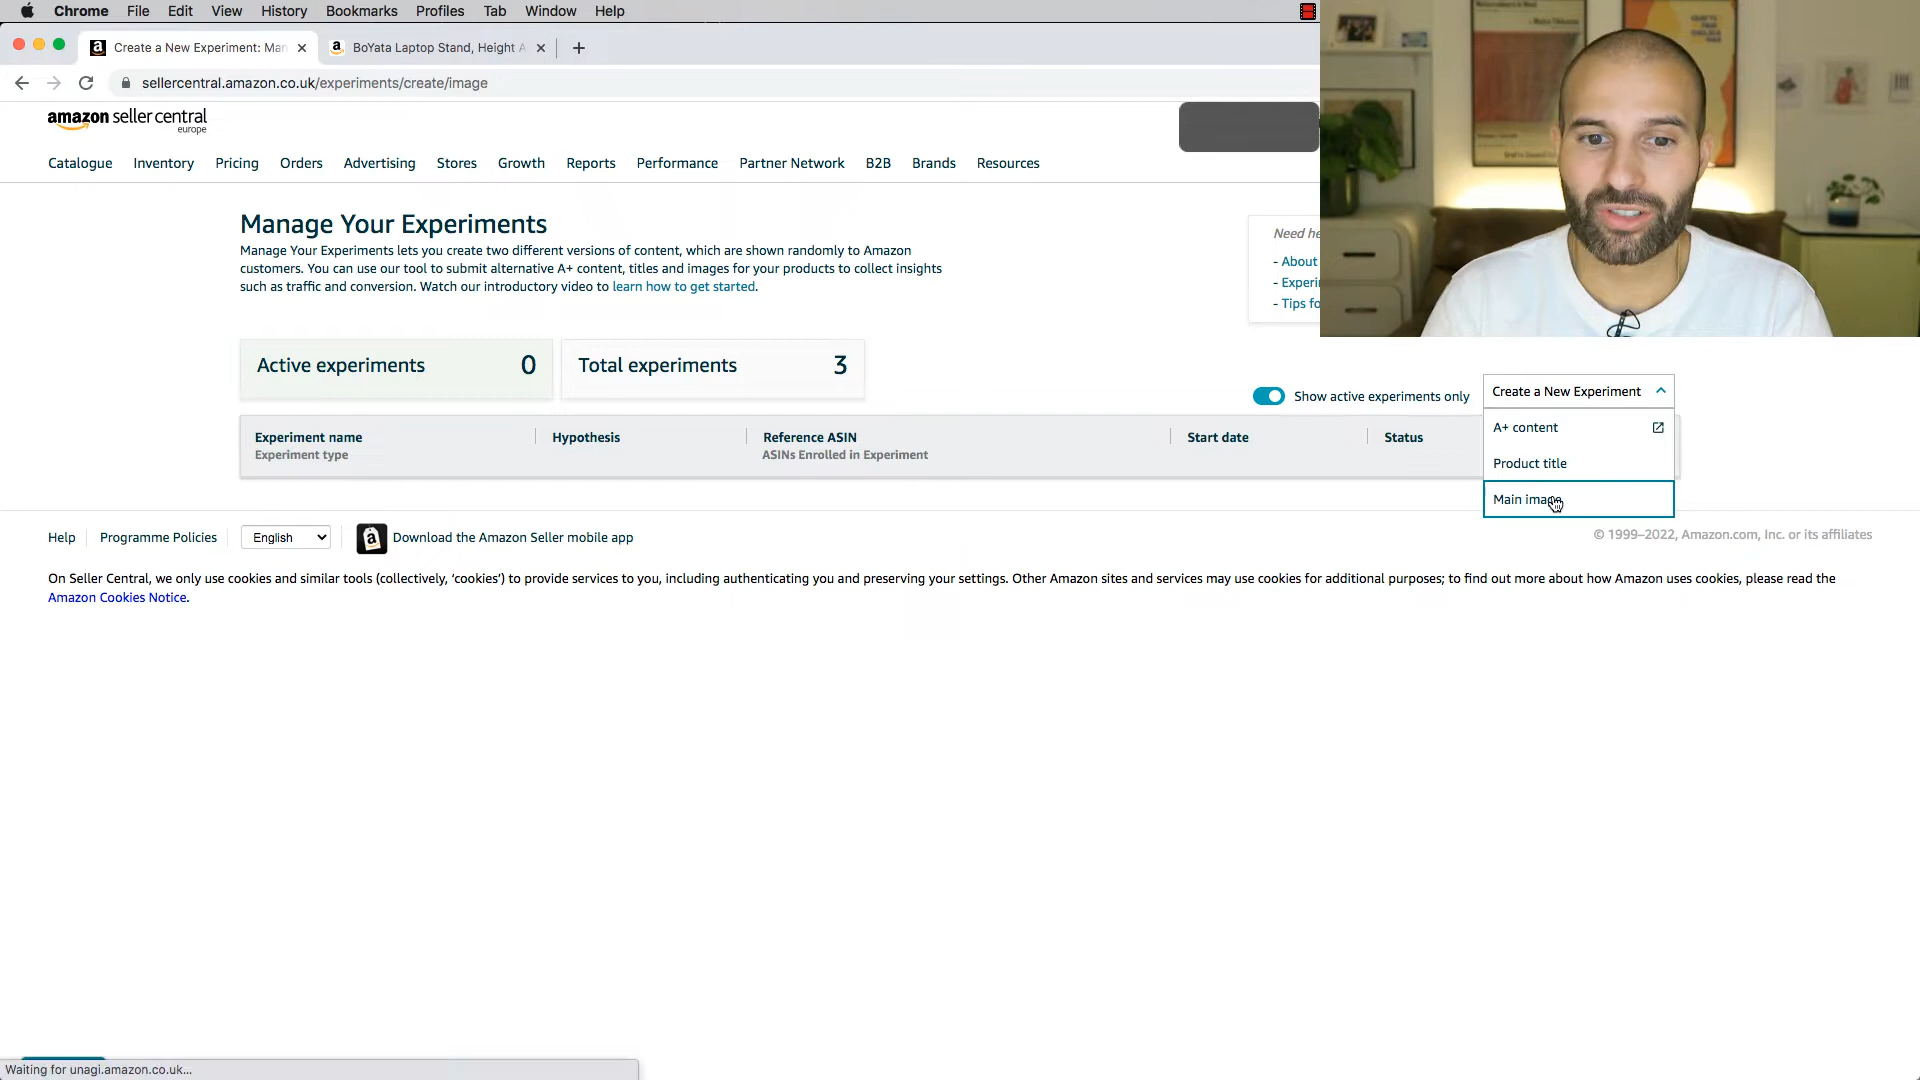 Chrome File Edit View History Bookmarks Profiles Tab Window Help
Create a New Experiment: Man
BoYata Laptop Stand, Height A
sellercentral.amazon.co.uk/experiments/create/image
amazon seller central
europe
Catalogue Inventory Pricing Orders Advertising Stores Growth Reports Performance Partner Network B2B Brands Resources
Manage Your Experiments
Manage Your Experiments lets you create two different versions of content, which are shown randomly to Amazon
customers. You can use our tool to submit alternative A+ content, titles and images for your products to collect insights
such as traffic and conversion. Watch our introductory video to learn how to get started.
Need he
- About
- Experi
- Tips fo
Active experiments 0
Total experiments 3
Show active experiments only
Create a New Experiment
A+ content
Product title
Main image
Experiment name Hypothesis Reference ASIN Start date Status
Experiment type ASINs Enrolled in Experiment
Help Programme Policies English Download the Amazon Seller mobile app
© 1999–2022, Amazon.com, Inc. or its affiliates
On Seller Central, we only use cookies and similar tools (collectively, ‘cookies’) to provide services to you, including authenticating you and preserving your settings. Other Amazon sites and services may use cookies for additional purposes; to find out more about how Amazon uses cookies, please read the
Amazon Cookies Notice.
Waiting for unagi.amazon.co.uk...